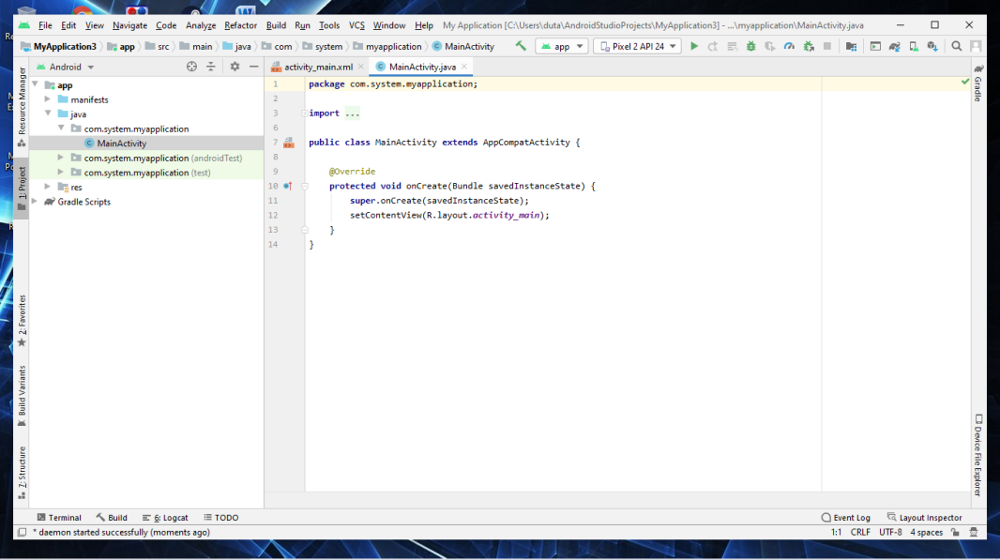 File Edit View Navigate Code Analyze Refactor Build Run Tools VCS Window Help My Application [C:\Users\duta\AndroidStudioProjects\MyApplication3] - ...\myapplication\MainActivity.java
MyApplication3 app src main java com system myapplication MainActivity app Pixel 2 API 24
Android
activity_main.xml MainActivity.java
app
manifests
java
com.system.myapplication
MainActivity
com.system.myapplication (androidTest)
com.system.myapplication (test)
res
Gradle Scripts
Resource Manager
1: Project
2: Favorites
Build Variants
7: Structure
1 package com.system.myapplication;
2
3 import ...
6
7 public class MainActivity extends AppCompatActivity {
8
9 @Override
10 protected void onCreate(Bundle savedInstanceState) {
11 super.onCreate(savedInstanceState);
12 setContentView(R.layout.activity_main);
13 }
14 }
Gradle
Device File Explorer
Terminal Build 6: Logcat TODO Event Log Layout Inspector
* daemon started successfully (moments ago) 1:1 CRLF UTF-8 4 spaces